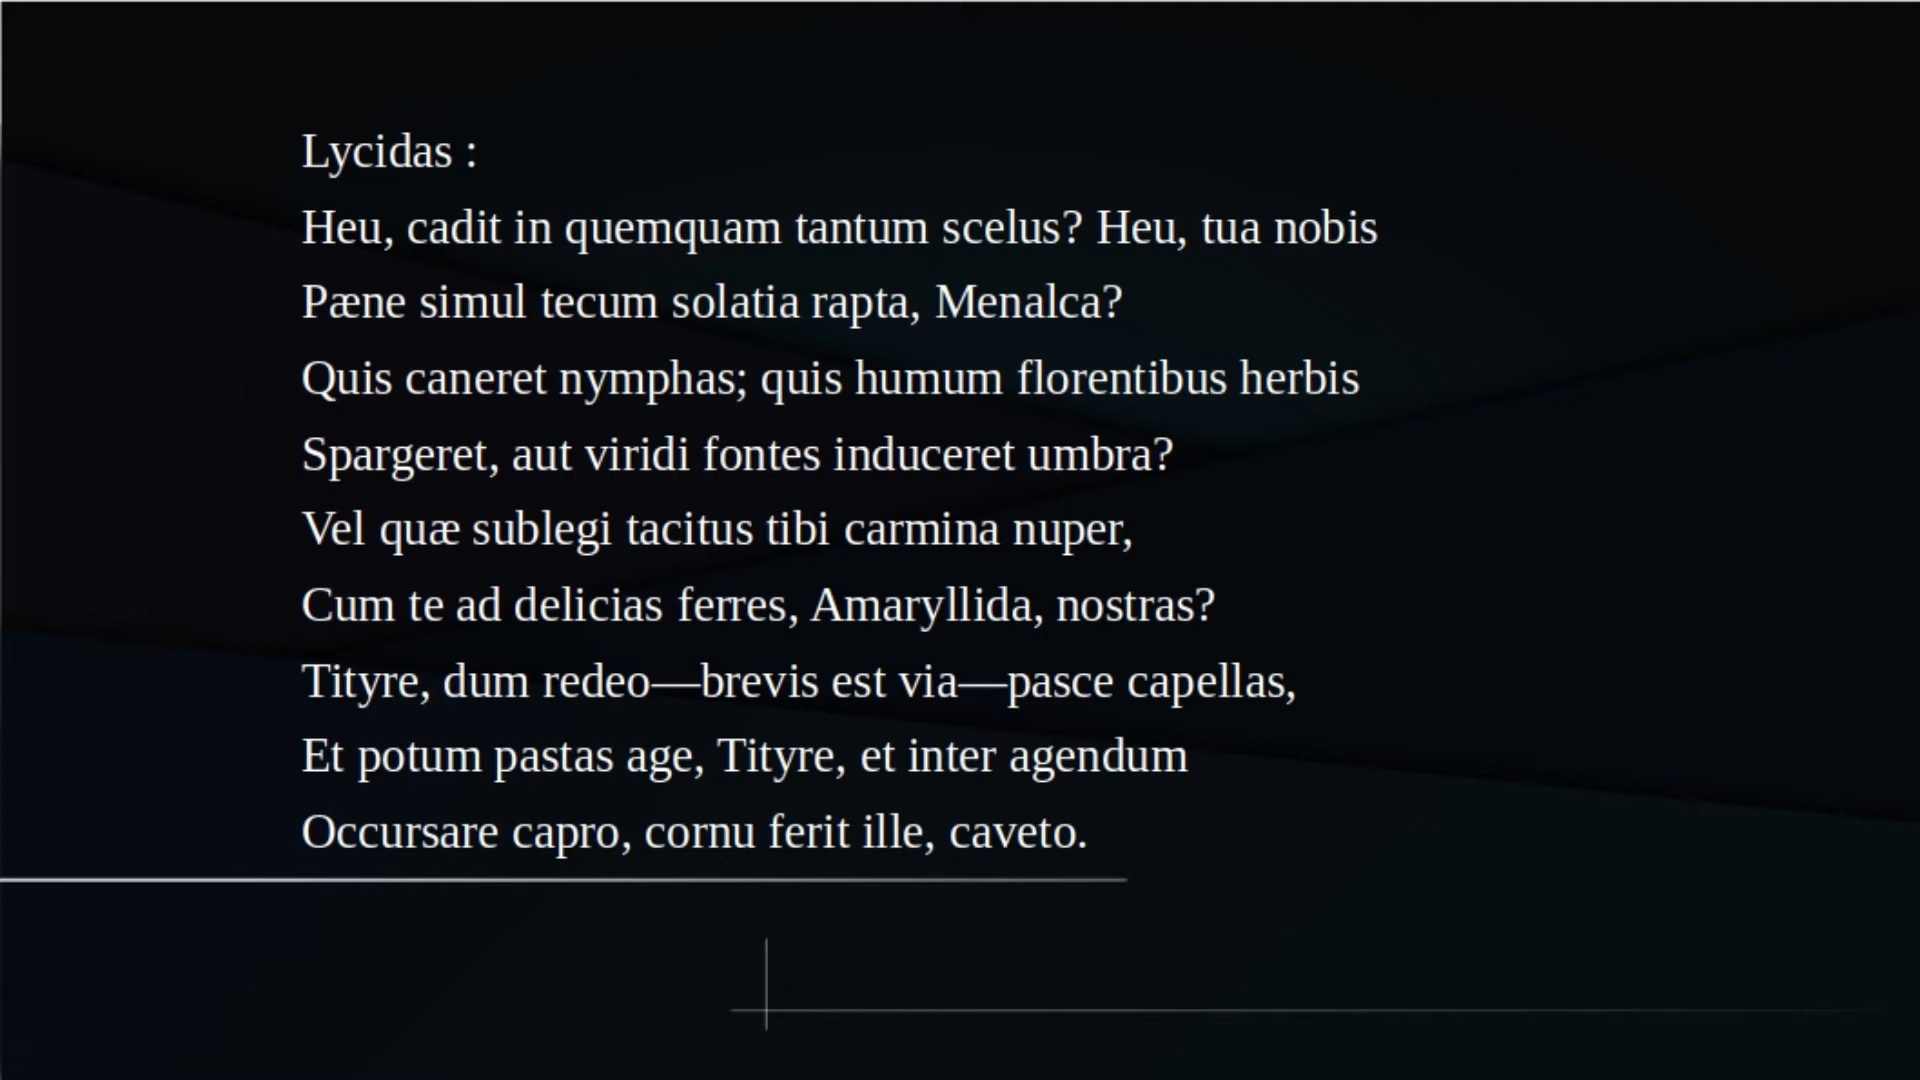 Lycidas :
Heu, cadit in quemquam tantum scelus? Heu, tua nobis
Pæne simul tecum solatia rapta, Menalca?
Quis caneret nymphas; quis humum florentibus herbis
Spargeret, aut viridi fontes induceret umbra?
Vel quæ sublegi tacitus tibi carmina nuper,
Cum te ad delicias ferres, Amaryllida, nostras?
Tityre, dum redeo—brevis est via—pasce capellas,
Et potum pastas age, Tityre, et inter agendum
Occursare capro, cornu ferit ille, caveto.